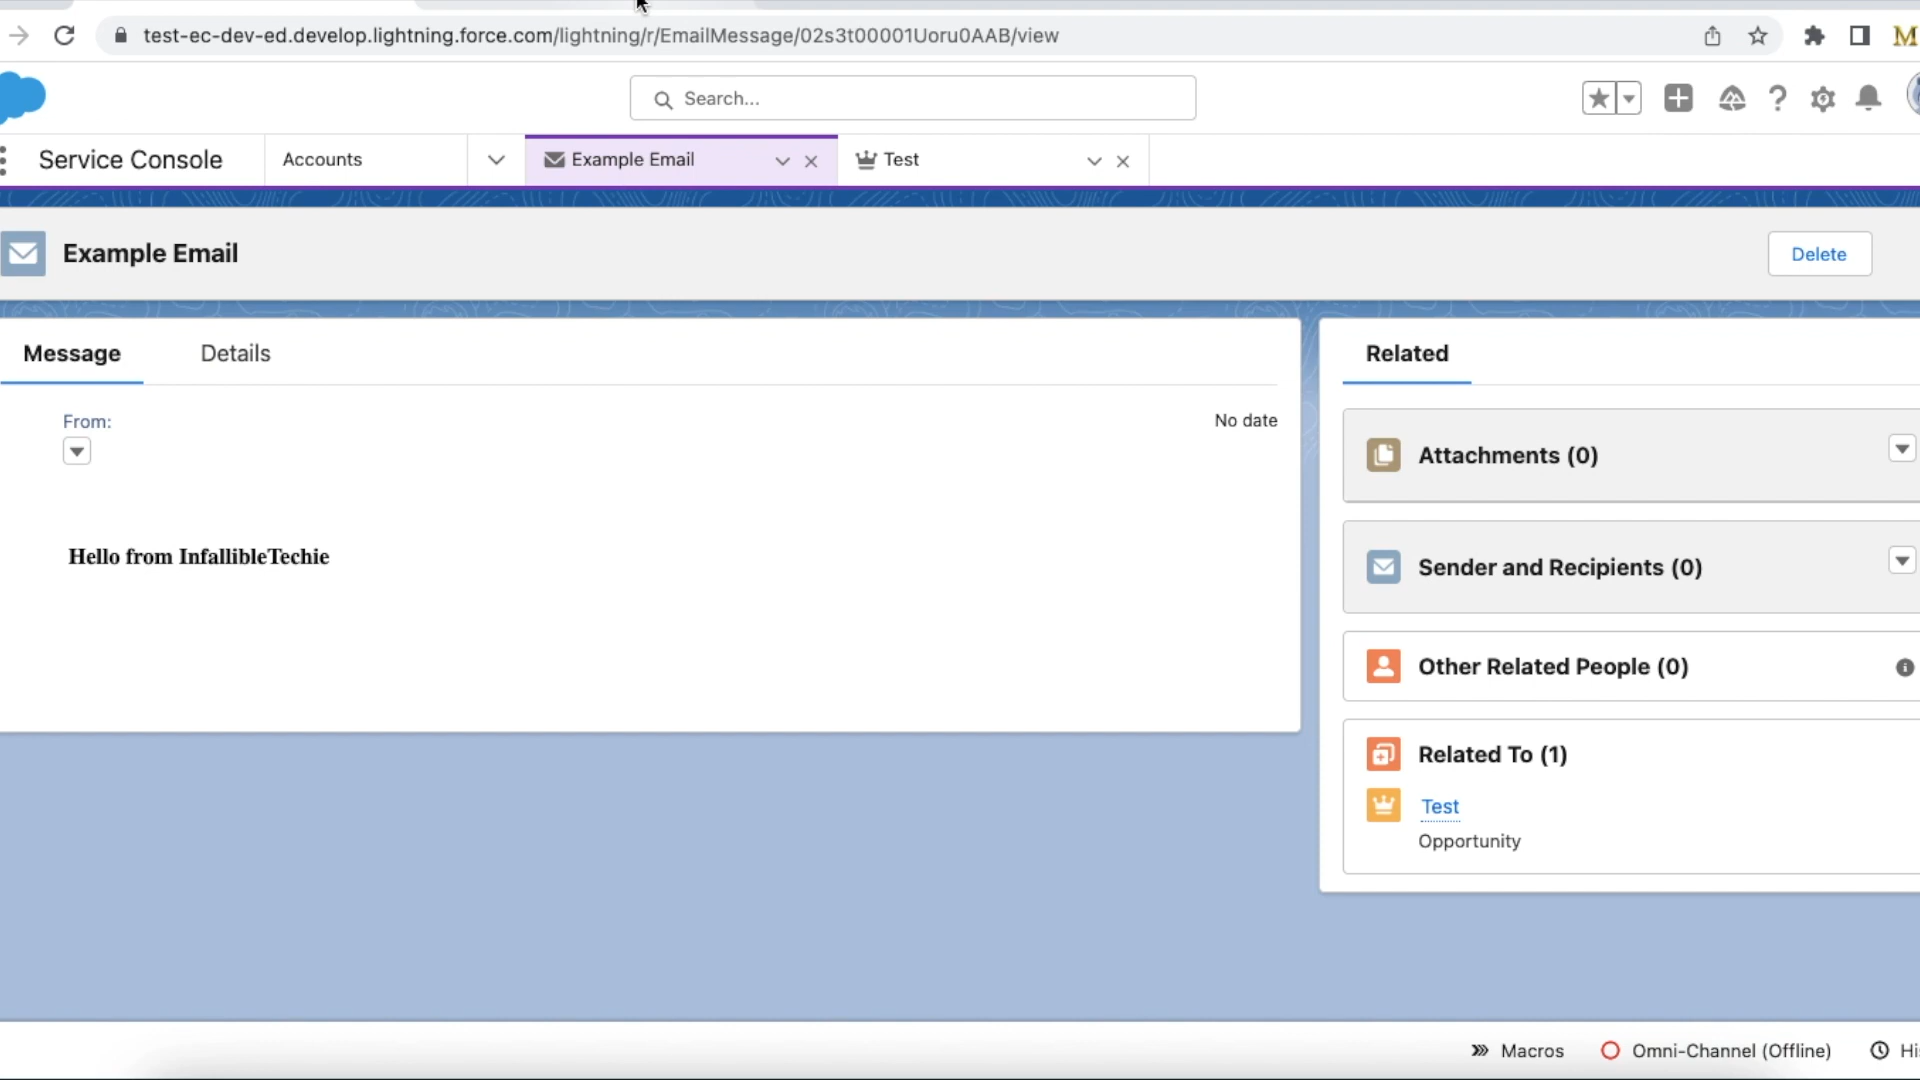 test-ec-dev-ed.develop.lightning.force.com/lightning/r/EmailMessage/02s3t00001Uoru0AAB/view
M
Search...
Service Console
Accounts
Example Email
Test
Example Email
Delete
Message
Details
Related
From:
No date
Attachments (0)
Hello from InfallibleTechie
Sender and Recipients (0)
Other Related People (0)
Related To (1)
Test
Opportunity
Macros
Omni-Channel (Offline)